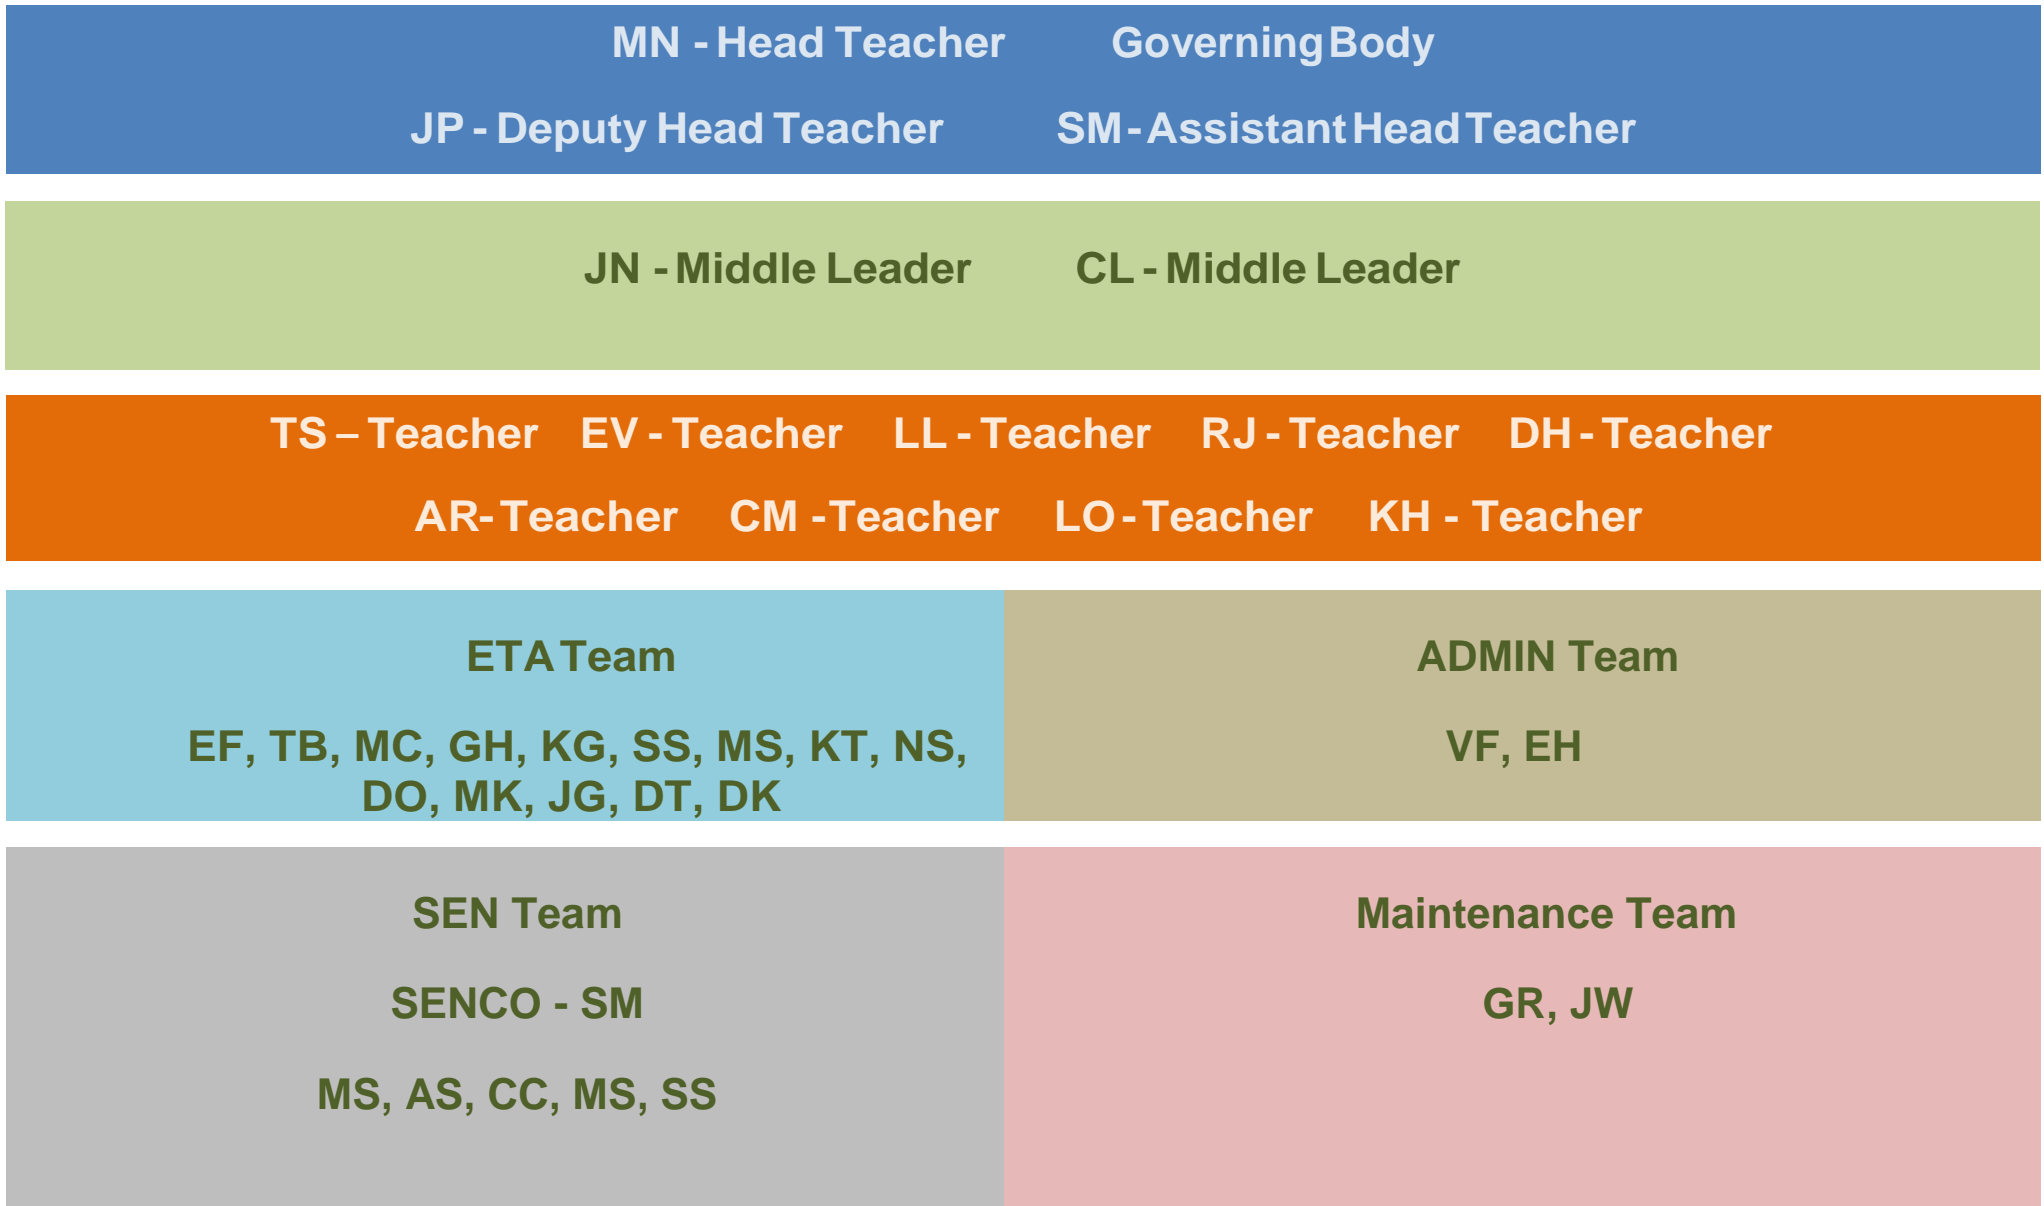 MN - Head Teacher Governing Body
JP - Deputy Head Teacher SM - Assistant Head Teacher
JN - Middle Leader CL - Middle Leader
TS – Teacher EV - Teacher LL - Teacher RJ - Teacher DH - Teacher
AR- Teacher CM - Teacher LO - Teacher KH - Teacher
ETA Team
EF, TB, MC, GH, KG, SS, MS, KT, NS,
DO, MK, JG, DT, DK
ADMIN Team
VF, EH
SEN Team
SENCO - SM
MS, AS, CC, MS, SS
Maintenance Team
GR, JW